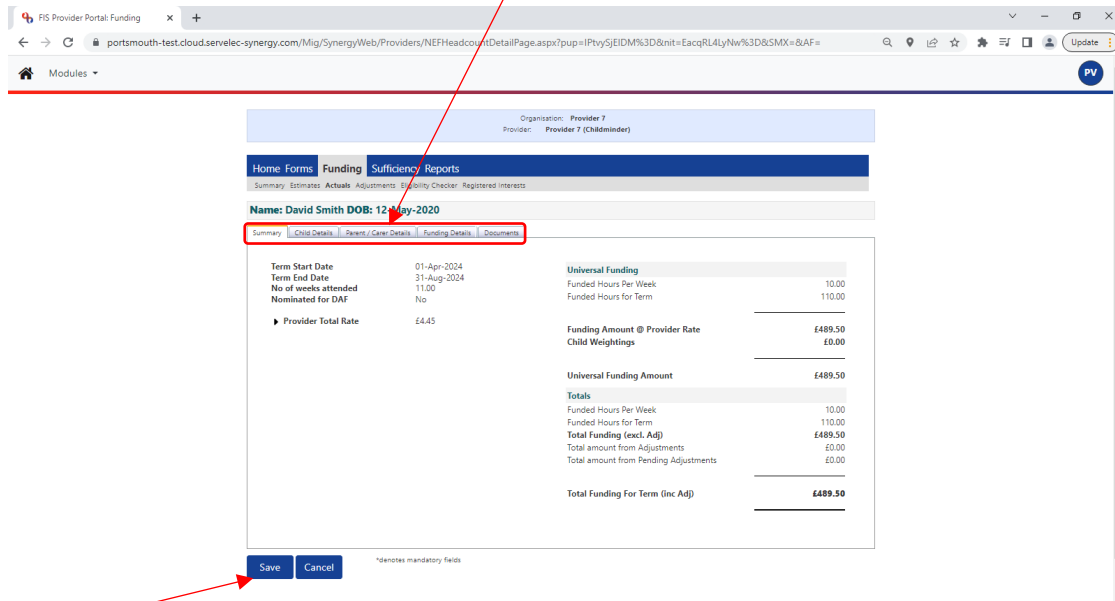 FIS Provider Portal: Funding
portsmouth-test.cloud.servelec-synergy.com/Mig/SynergyWeb/Providers/NEFHeadcountDetailPage.aspx?pup=IPtvySjEIDM%3D&nit=EacqRL4LyNw%3D&SMX=&AF=
Update
Modules
PV
Organisation: Provider 7
Provider: Provider 7 (Childminder)
Home Forms Funding Sufficiency Reports
Summary Estimates Actuals Adjustments Eligibility Checker Registered Interests
Name: David Smith DOB: 12-May-2020
Summary Child Details Parent / Carer Details Funding Details Documents
Term Start Date 01-Apr-2024
Term End Date 31-Aug-2024
No of weeks attended 11.00
Nominated for DAF No
Provider Total Rate £4.45
Universal Funding
Funded Hours Per Week 10.00
Funded Hours for Term 110.00
Funding Amount @ Provider Rate £489.50
Child Weightings £0.00
Universal Funding Amount £489.50
Totals
Funded Hours Per Week 10.00
Funded Hours for Term 110.00
Total Funding (excl. Adj) £489.50
Total amount from Adjustments £0.00
Total amount from Pending Adjustments £0.00
Total Funding For Term (inc Adj) £489.50
Save Cancel *denotes mandatory fields